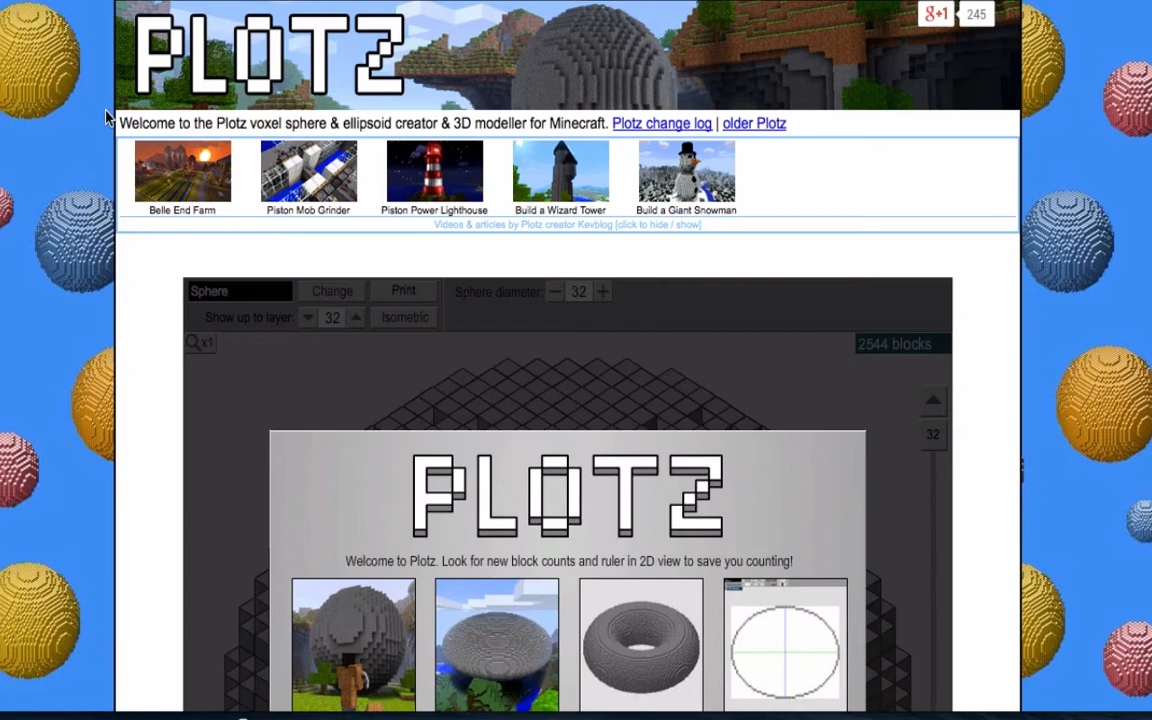 PLOTZ
g+1 245
Welcome to the Plotz voxel sphere & ellipsoid creator & 3D modeller for Minecraft. Plotz change log | older Plotz
Belle End Farm Piston Mob Grinder Piston Power Lighthouse Build a Wizard Tower Build a Giant Snowman
Videos & articles by Plotz creator Kevblog [click to hide / show]
Sphere Change Print Sphere diameter: − 32 +
Show up to layer: 32 Isometric
x1 2544 blocks
32
PLOTZ
Welcome to Plotz. Look for new block counts and ruler in 2D view to save you counting!